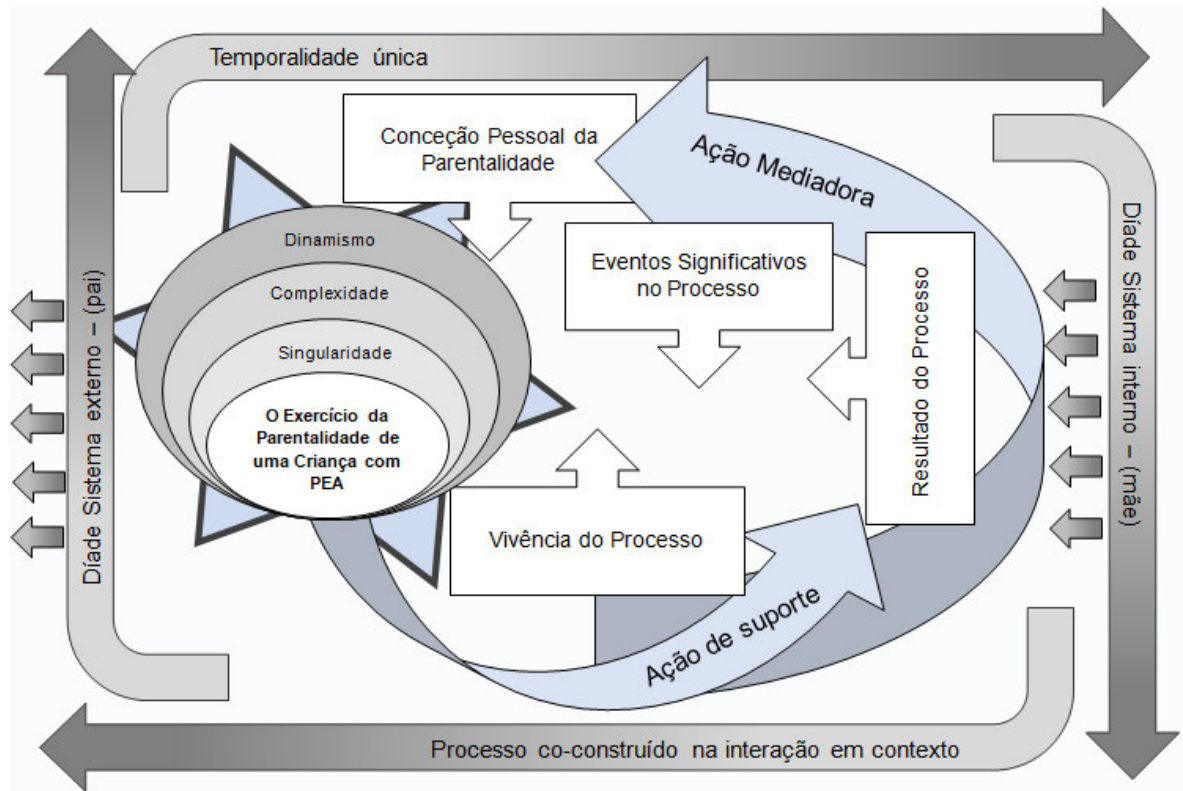 Temporalidade única
Conceção Pessoal da
Parentalidade
Ação Mediadora
Dinamismo
Complexidade
Singularidade
O Exercício da
Parentalidade de
uma Criança com
PEA
Eventos Significativos
no Processo
Resultado do Processo
Vivência do Processo
Ação de suporte
Díade Sistema externo – (pai)
Díade Sistema interno – (mãe)
Processo co-construído na interação em contexto